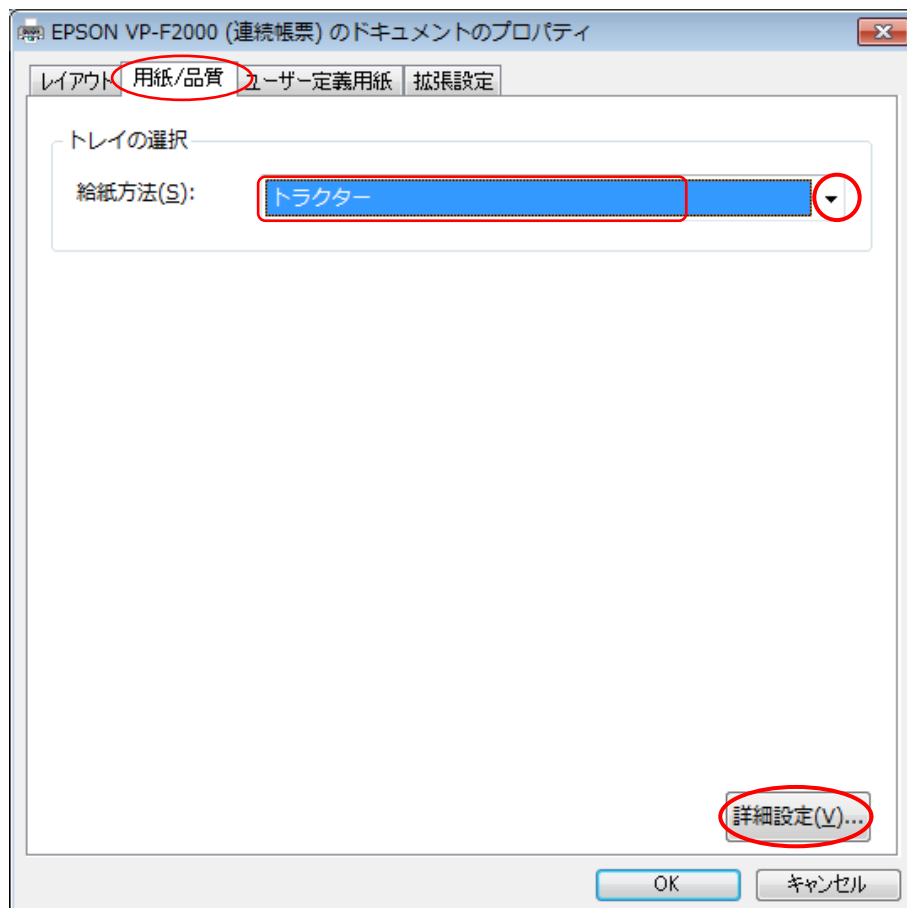 EPSON VP-F2000 (連続帳票) のドキュメントのプロパティ
レイアウト 用紙/品質 ユーザー定義用紙 拡張設定
トレイの選択
給紙方法(S): トラクター
詳細設定(V)...
OK キャンセル